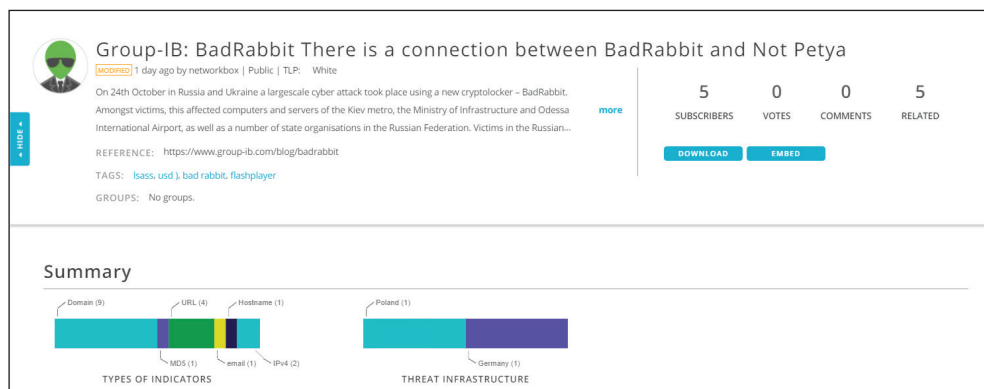 Group-IB: BadRabbit There is a connection between BadRabbit and Not Petya
MODIFIED 1 day ago by networkbox | Public | TLP: White
On 24th October in Russia and Ukraine a largescale cyber attack took place using a new cryptolocker – BadRabbit.
Amongst victims, this affected computers and servers of the Kiev metro, the Ministry of Infrastructure and Odessa
International Airport, as well as a number of state organisations in the Russian Federation. Victims in the Russian...
more
REFERENCE: https://www.group-ib.com/blog/badrabbit
TAGS: lsass, usd ), bad rabbit, flashplayer
GROUPS: No groups.
5 0 0 5
SUBSCRIBERS VOTES COMMENTS RELATED
DOWNLOAD EMBED
HIDE
Summary
Domain (9) URL (4) Hostname (1)
MD5 (1) email (1) IPv4 (2)
TYPES OF INDICATORS
Poland (1)
Germany (1)
THREAT INFRASTRUCTURE